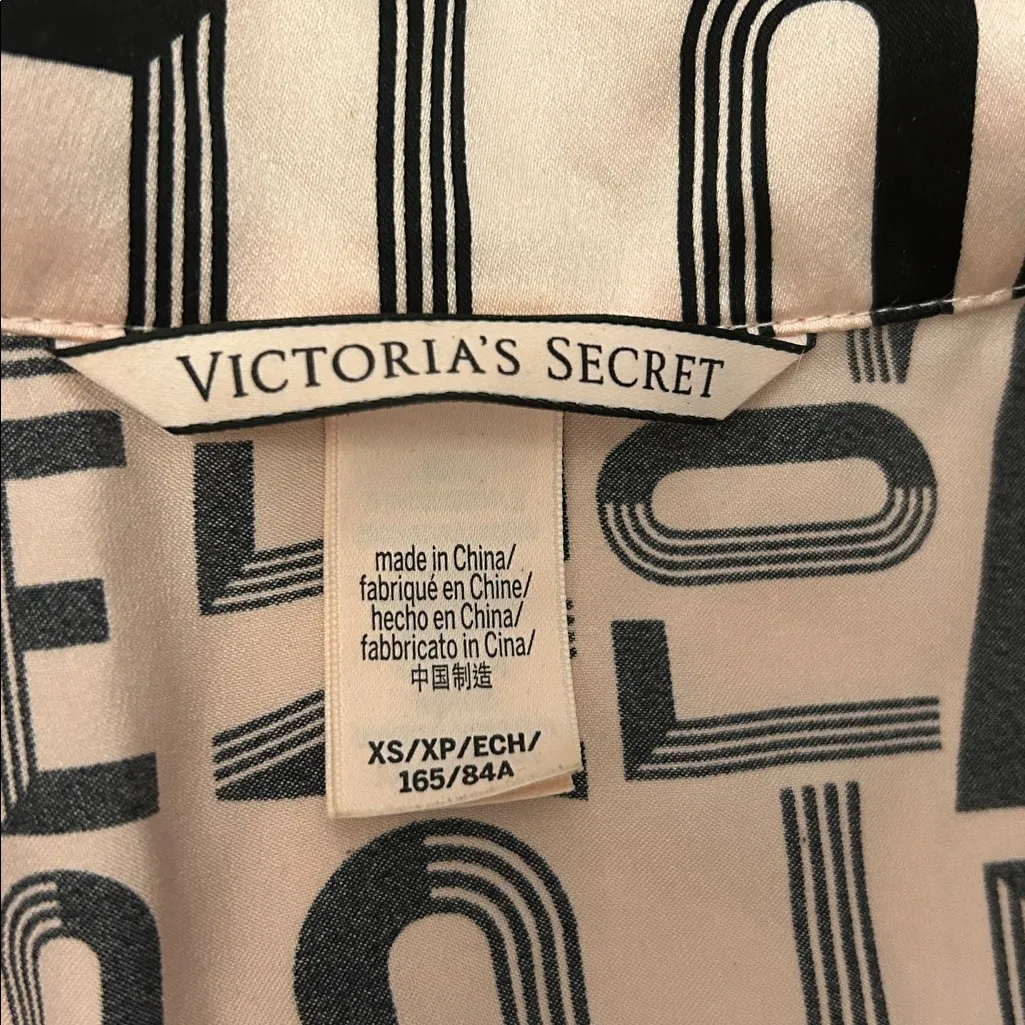 VICTORIA'S SECRET
made in China/
fabriqué en Chine/
hecho en China/
fabbricato in Cina/
中国制造
XS/XP/ECH/
165/84A